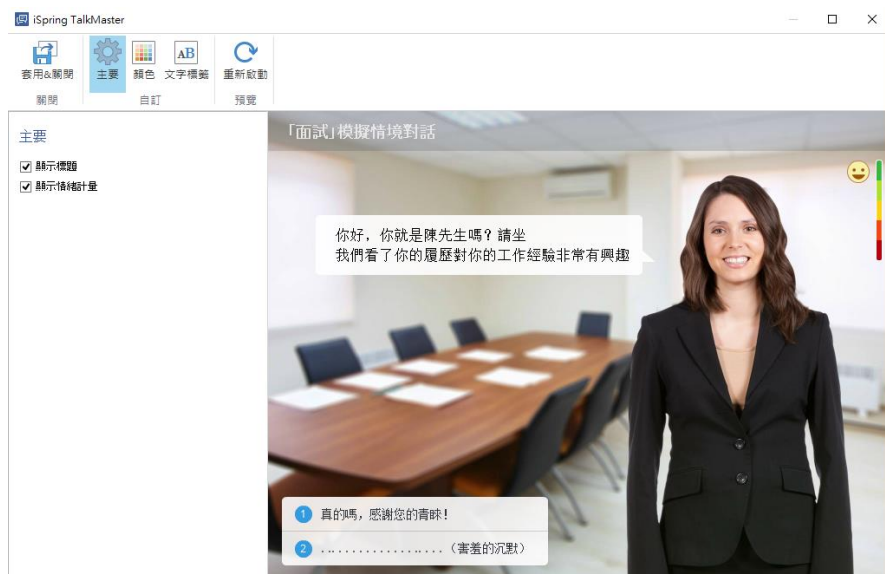 iSpring TalkMaster
套用&關閉
主要
顏色
文字標籤
重新啟動
關閉
自訂
預覽
主要
顯示標題
顯示情緒計量
「面試」模擬情境對話
你好，你就是陳先生嗎？請坐
我們看了你的履歷對你的工作經驗非常有興趣
1 真的嗎，感謝您的青睞！
2 ..................（害羞的沉默）
AB